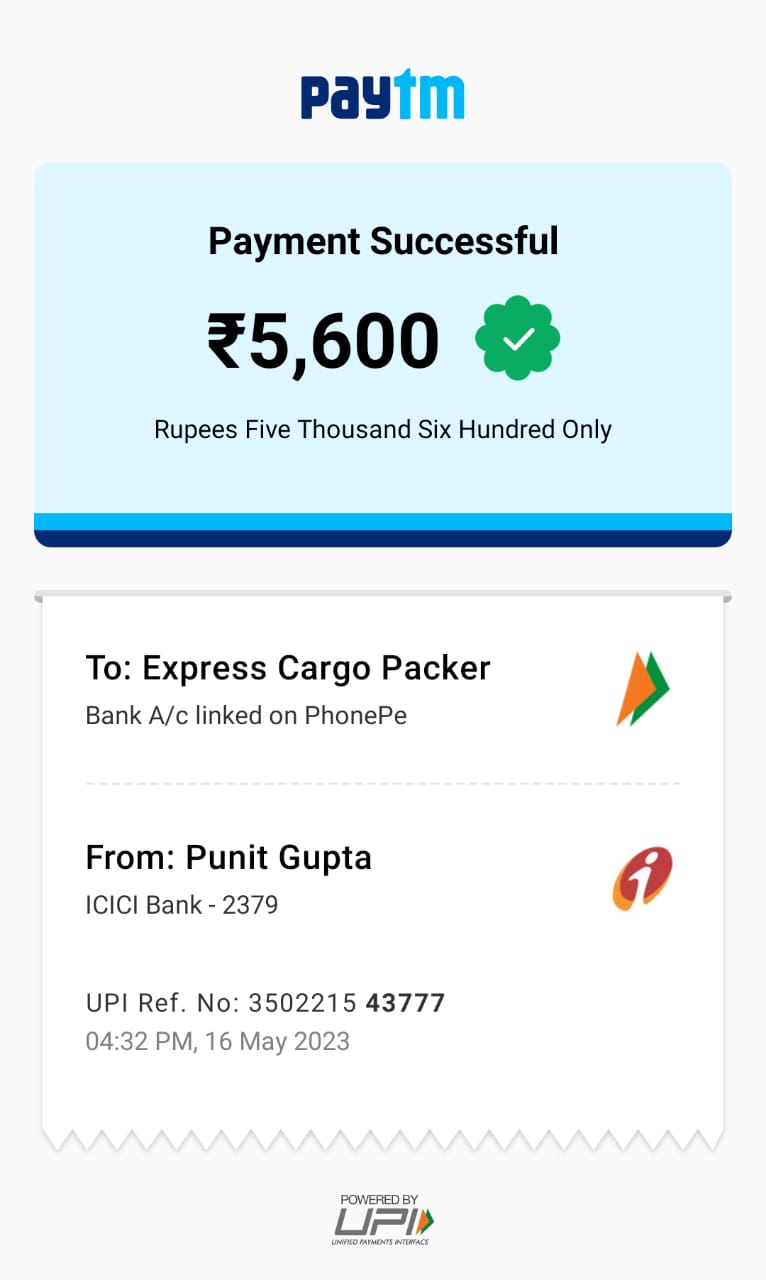 paytm
Payment Successful
₹5,600
Rupees Five Thousand Six Hundred Only
To: Express Cargo Packer
Bank A/c linked on PhonePe
From: Punit Gupta
ICICI Bank - 2379
UPI Ref. No: 3502215 43777
04:32 PM, 16 May 2023
POWERED BY
UPI
UNIFIED PAYMENTS INTERFACE